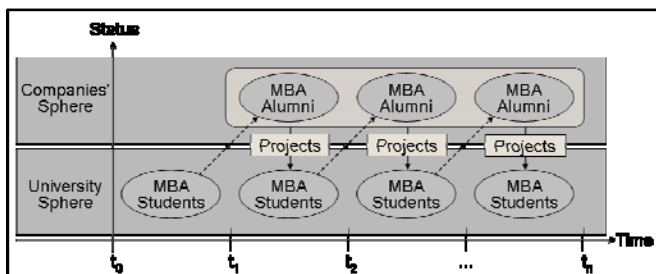 Status
Companies'
Sphere
MBA
Alumni
MBA
Alumni
MBA
Alumni
Projects
Projects
Projects
University
Sphere
MBA
Students
MBA
Students
MBA
Students
MBA
Students
Time
t0
t1
t2
...
tn